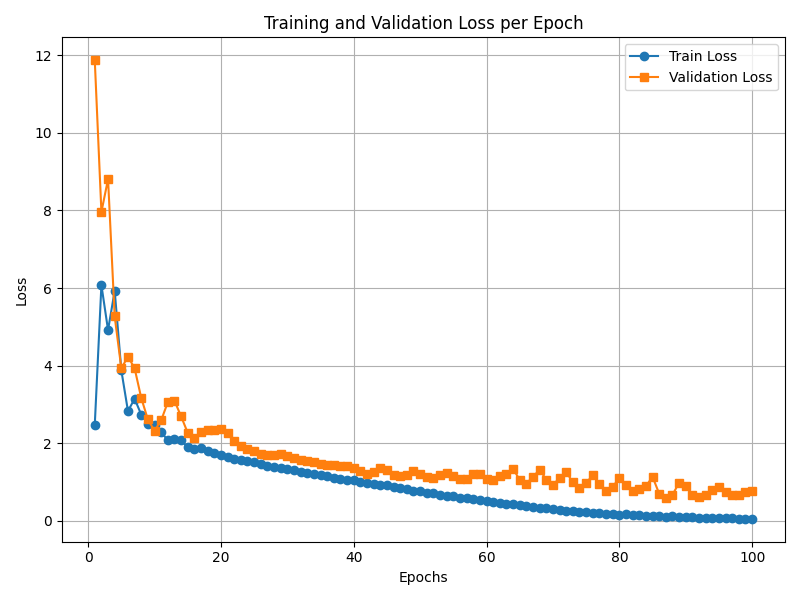 Training and Validation Loss per Epoch
Train Loss
Validation Loss
12
10
8
6
4
2
0
Loss
0 20 40 60 80 100
Epochs